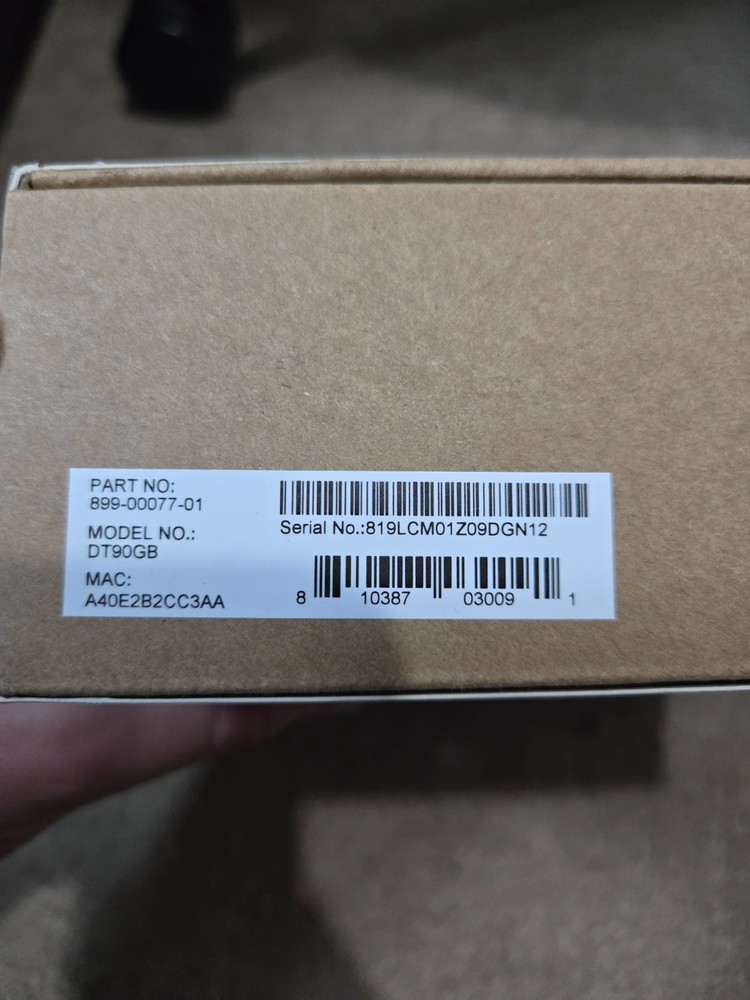 PART NO:
899-00077-01
MODEL NO.:
DT90GB
MAC:
A40E2B2CC3AA
Serial No.:819LCM01Z09DGN12
8 10387 03009 1